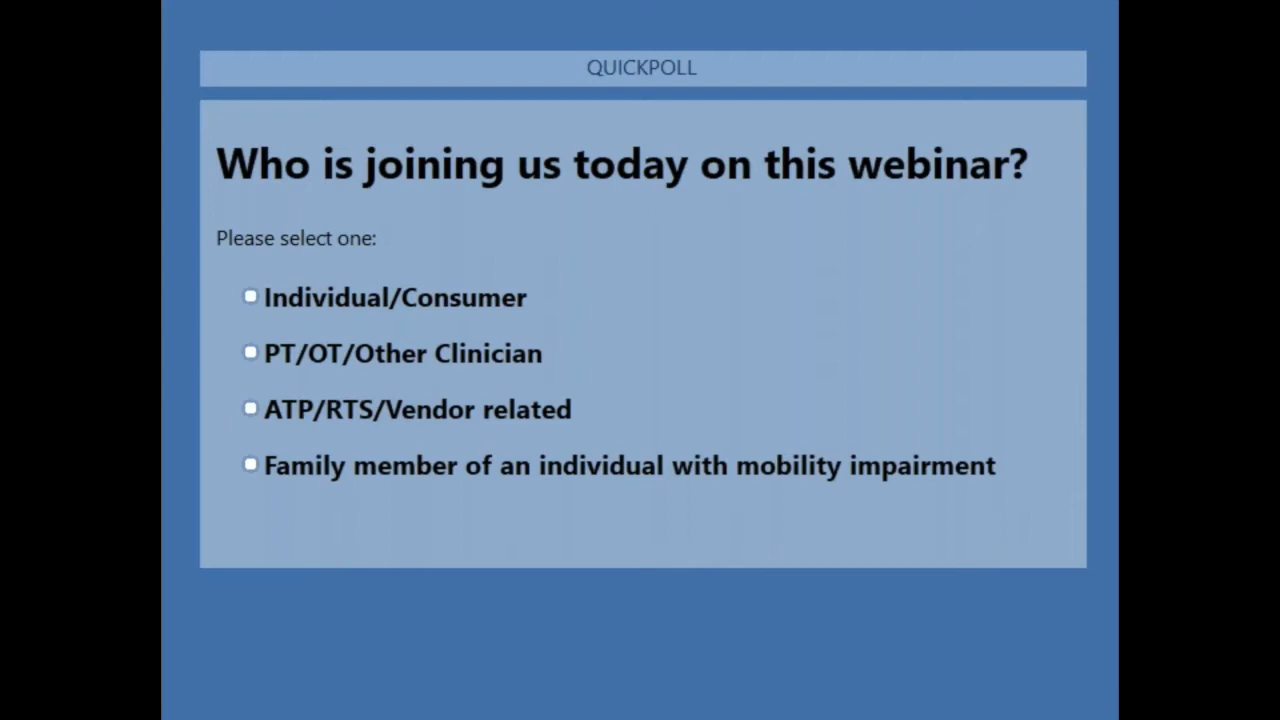 QUICKPOLL
Who is joining us today on this webinar?
Please select one:
Individual/Consumer
PT/OT/Other Clinician
ATP/RTS/Vendor related
Family member of an individual with mobility impairment